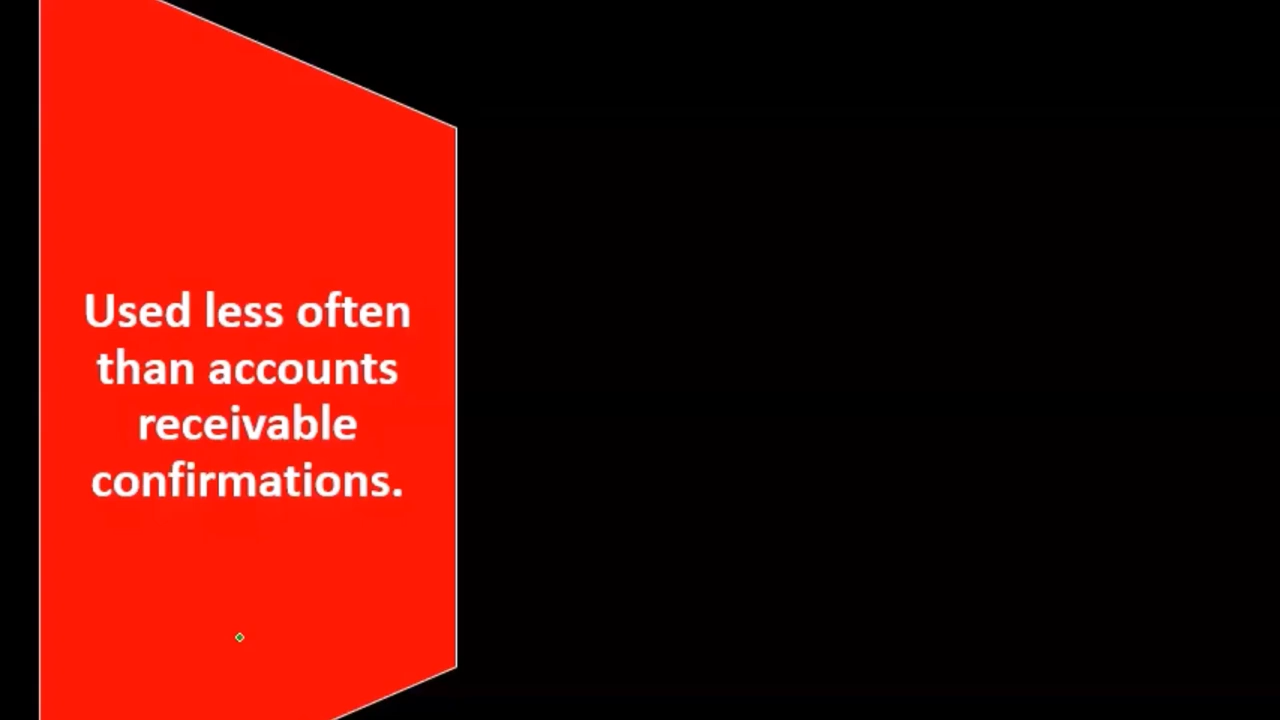 Used less often
than accounts
receivable
confirmations.